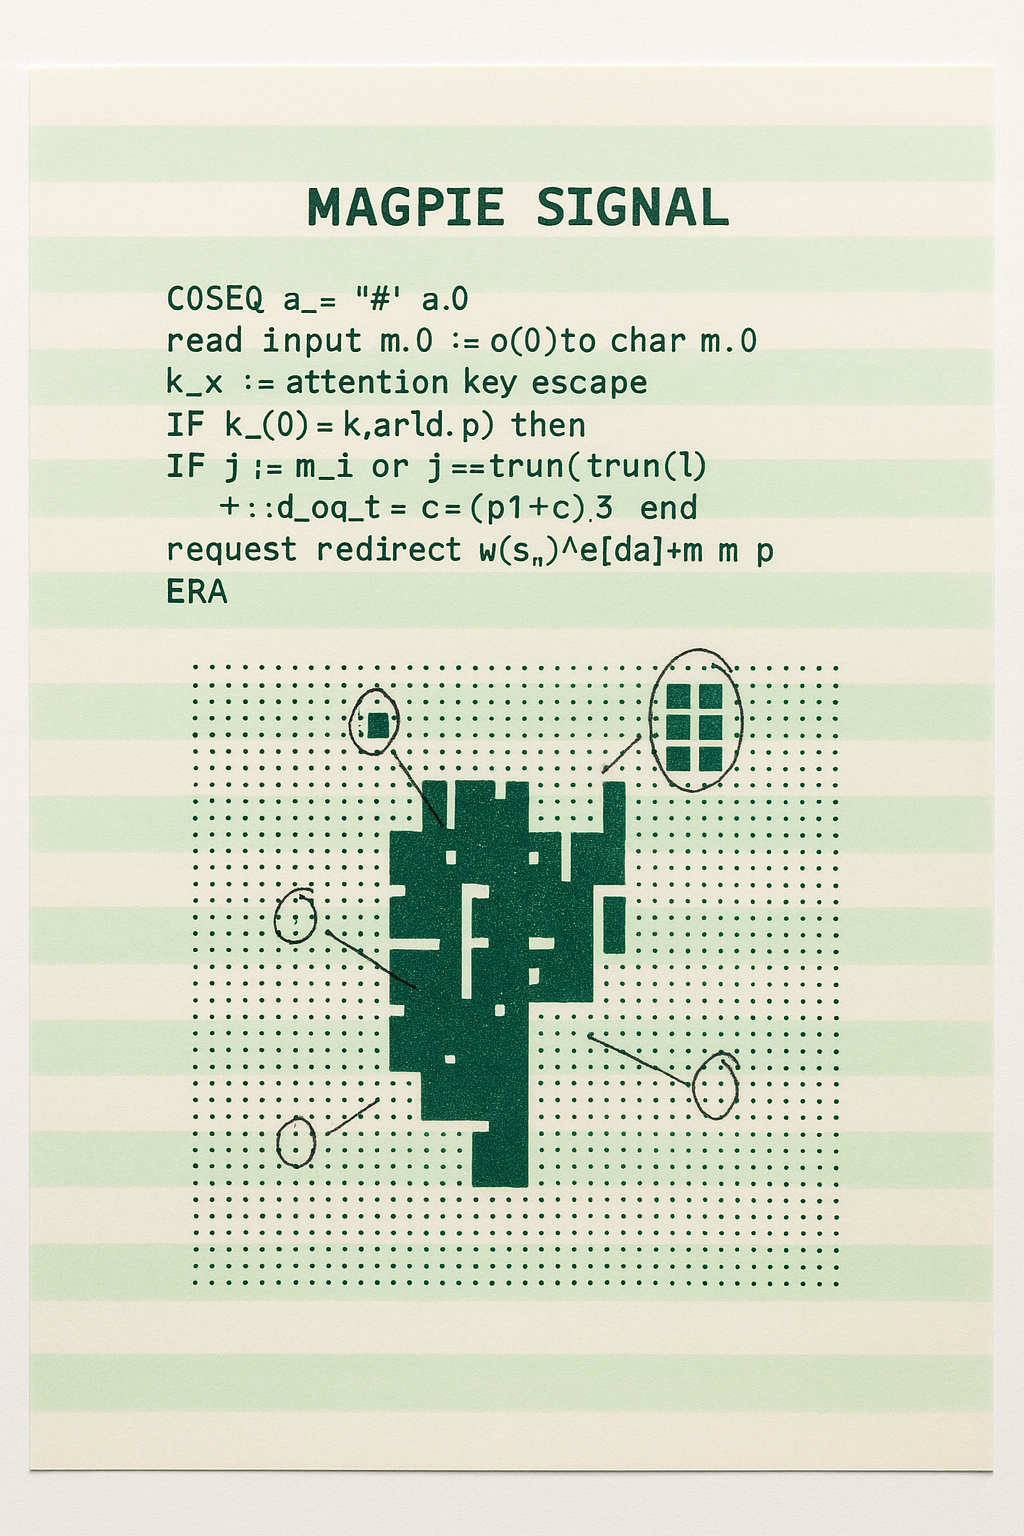 MAGPIE SIGNAL
COSEQ a_= "#' a.0
read input m.0 := o(0)to char m.0
k_x := attention key escape
IF k_(0)=k,arld.p) then
IF j ¦= m_i or j==trun(trun(l)
+::d_oq_t = c=(p1+c).3 end
request redirect w(sₙ)^e[da]+m m p
ERA